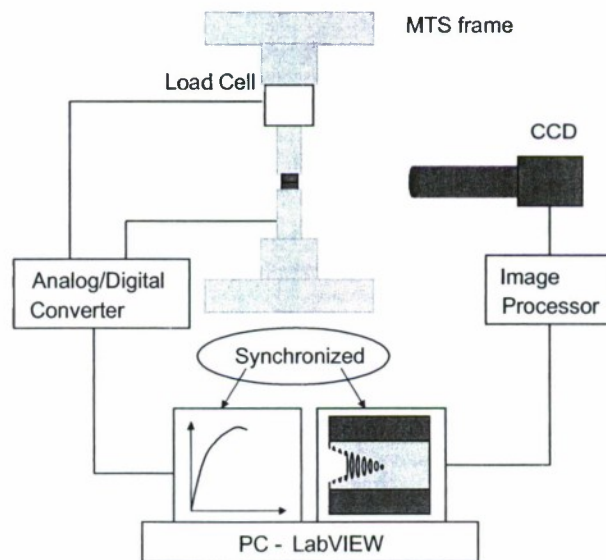 MTS frame
Load Cell
CCD
Analog/Digital
Converter
Image
Processor
Synchronized
PC - LabVIEW